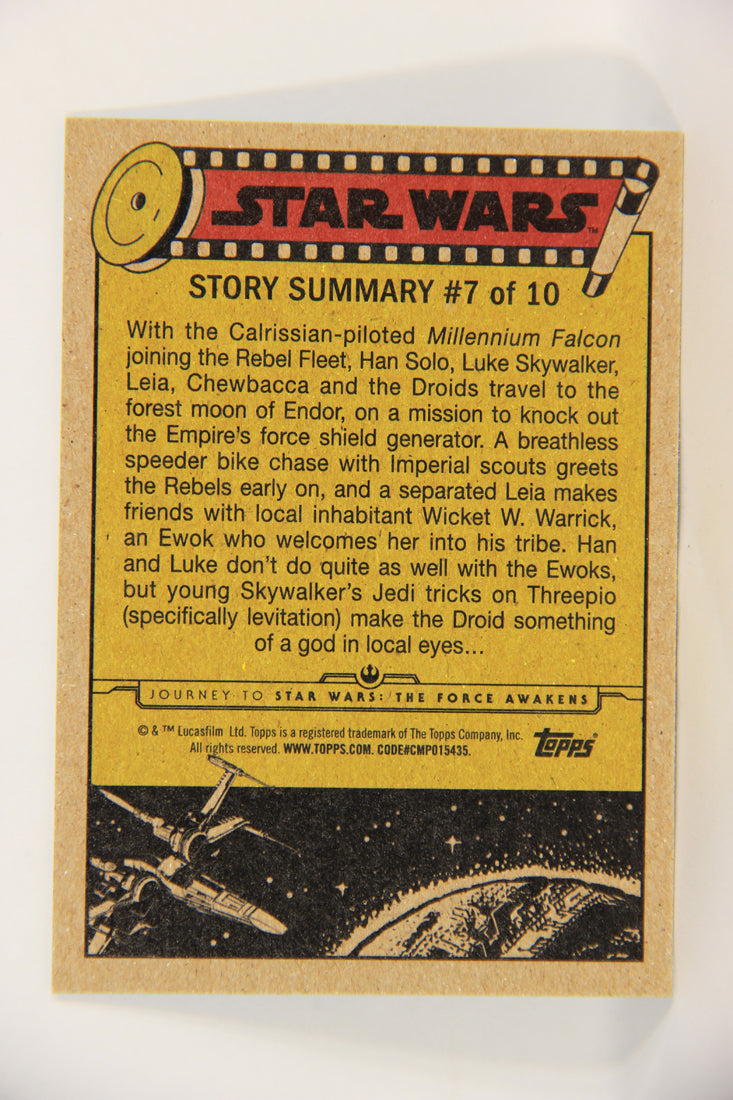 STAR WARS™
STORY SUMMARY #7 of 10
With the Calrissian-piloted Millennium Falcon
joining the Rebel Fleet, Han Solo, Luke Skywalker,
Leia, Chewbacca and the Droids travel to the
forest moon of Endor, on a mission to knock out
the Empire's force shield generator. A breathless
speeder bike chase with Imperial scouts greets
the Rebels early on, and a separated Leia makes
friends with local inhabitant Wicket W. Warrick,
an Ewok who welcomes her into his tribe. Han
and Luke don't do quite as well with the Ewoks,
but young Skywalker's Jedi tricks on Threepio
(specifically levitation) make the Droid something
of a god in local eyes...
JOURNEY TO STAR WARS: THE FORCE AWAKENS
© & ™ Lucasfilm Ltd. Topps is a registered trademark of The Topps Company, Inc.
All rights reserved. WWW.TOPPS.COM. CODE#CMP015435.
topps®